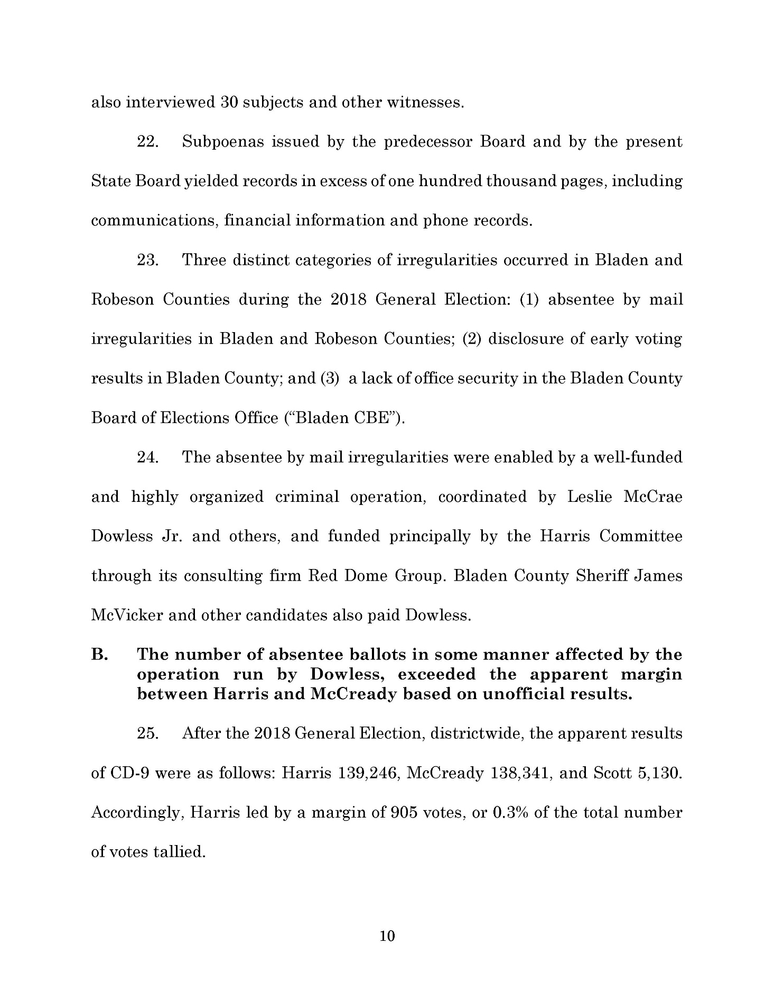 also interviewed 30 subjects and other witnesses.
22. Subpoenas issued by the predecessor Board and by the present
State Board yielded records in excess of one hundred thousand pages, including
communications, financial information and phone records.
23. Three distinct categories of irregularities occurred in Bladen and
Robeson Counties during the 2018 General Election: (1) absentee by mail
irregularities in Bladen and Robeson Counties; (2) disclosure of early voting
results in Bladen County; and (3) a lack of office security in the Bladen County
Board of Elections Office (“Bladen CBE”).
24. The absentee by mail irregularities were enabled by a well-funded
and highly organized criminal operation, coordinated by Leslie McCrae
Dowless Jr. and others, and funded principally by the Harris Committee
through its consulting firm Red Dome Group. Bladen County Sheriff James
McVicker and other candidates also paid Dowless.
B. The number of absentee ballots in some manner affected by the
operation run by Dowless, exceeded the apparent margin
between Harris and McCready based on unofficial results.
25. After the 2018 General Election, districtwide, the apparent results
of CD-9 were as follows: Harris 139,246, McCready 138,341, and Scott 5,130.
Accordingly, Harris led by a margin of 905 votes, or 0.3% of the total number
of votes tallied.
10